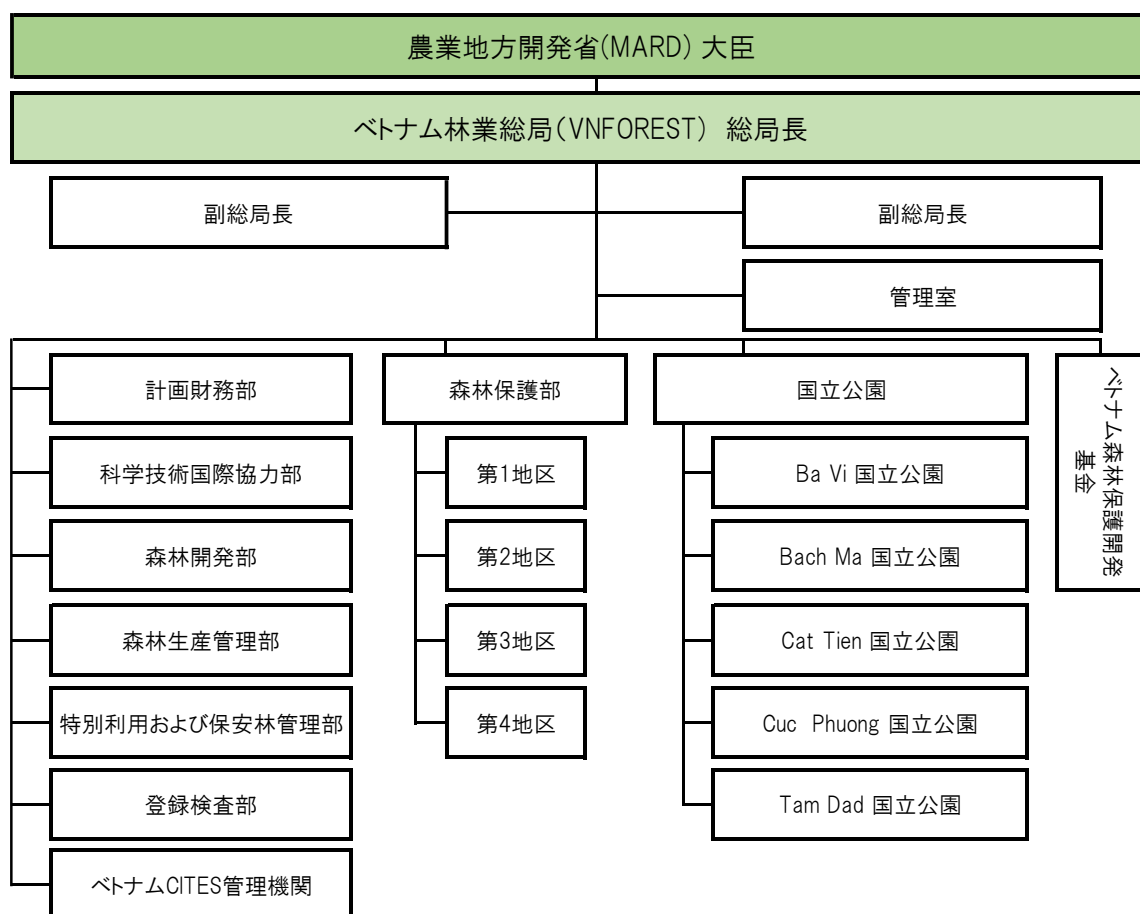 農業地方開発省(MARD) 大臣
ベトナム林業総局(VNFOREST) 総局長
副総局長
副総局長
管理室
計画財務部
科学技術国際協力部
森林開発部
森林生産管理部
特別利用および保安林管理部
登録検査部
ベトナムCITES管理機関
森林保護部
第1地区
第2地区
第3地区
第4地区
国立公園
Ba Vi 国立公園
Bach Ma 国立公園
Cat Tien 国立公園
Cuc Phuong 国立公園
Tam Dad 国立公園
ベトナム森林保護開発
基金